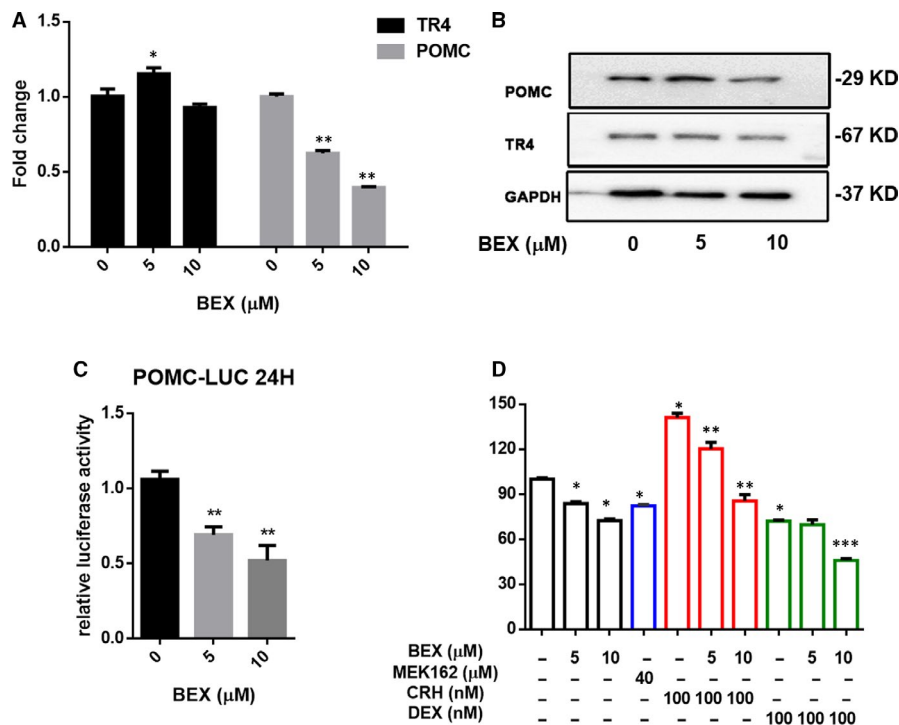 A
TR4
POMC
Fold change
1.5
1.0
0.5
0.0
*
**
**
0 5 10 0 5 10
BEX (μM)
B
POMC -29 KD
TR4 -67 KD
GAPDH -37 KD
BEX (μM) 0 5 10
C
POMC-LUC 24H
relative luciferase activity
1.5
1.0
0.5
0.0
**
**
0 5 10
BEX (μM)
D
150
120
90
60
30
0
* * * * ** ** * ***
BEX (μM) – 5 10 – – 5 10 – 5 10
MEK162 (μM) – – – 40 – – – – – –
CRH (nM) – – – – 100 100 100 – – –
DEX (nM) – – – – – – – 100 100 100